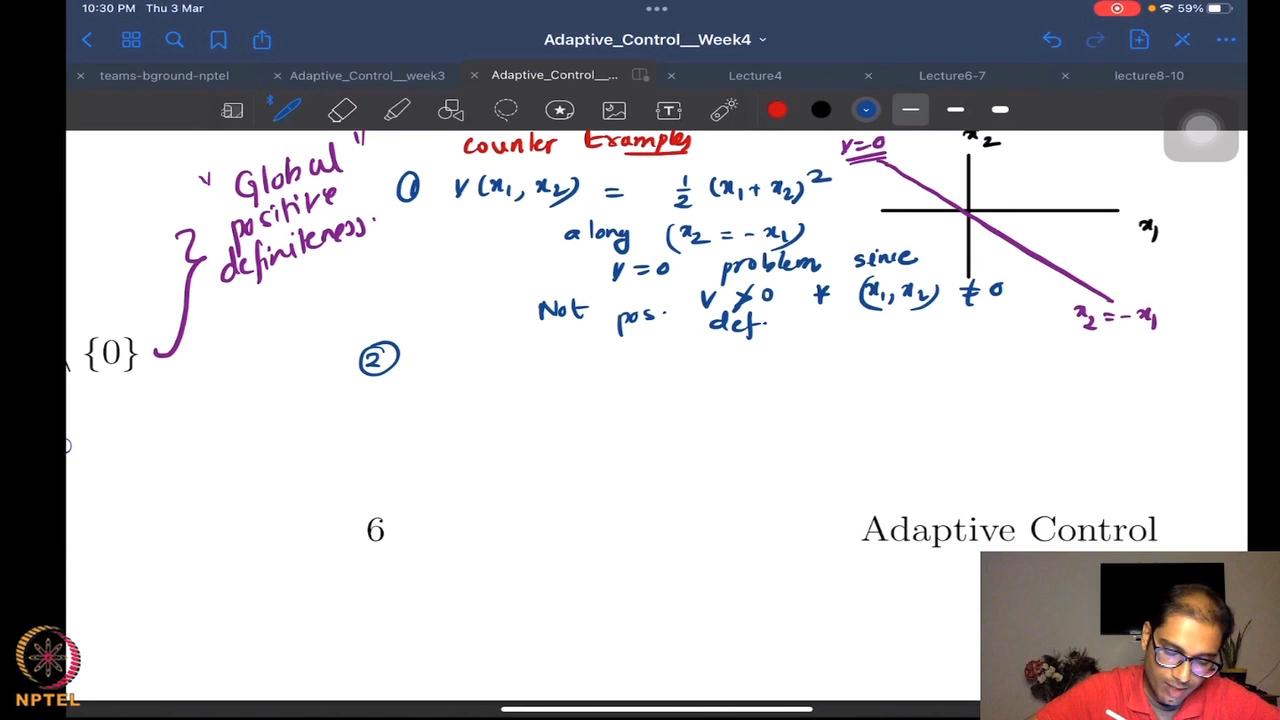 10:30 PM Thu 3 Mar
59%
Adaptive_Control__Week4
teams-bground-nptel
Adaptive_Control__week3
Adaptive_Control__...
Lecture4
Lecture6-7
lecture8-10
counter Examples
"Global
positive
definiteness.
"
{0}
① V(x₁, x₂) = ½ (x₁ + x₂)²
along (x₂ = -x₁)
V = 0 problem since
V ≯ 0 ∀ (x₁, x₂) ≠ 0
Not pos. def.
②
V=0
x₂
x₁
x₂ = -x₁
6
Adaptive Control
NPTEL